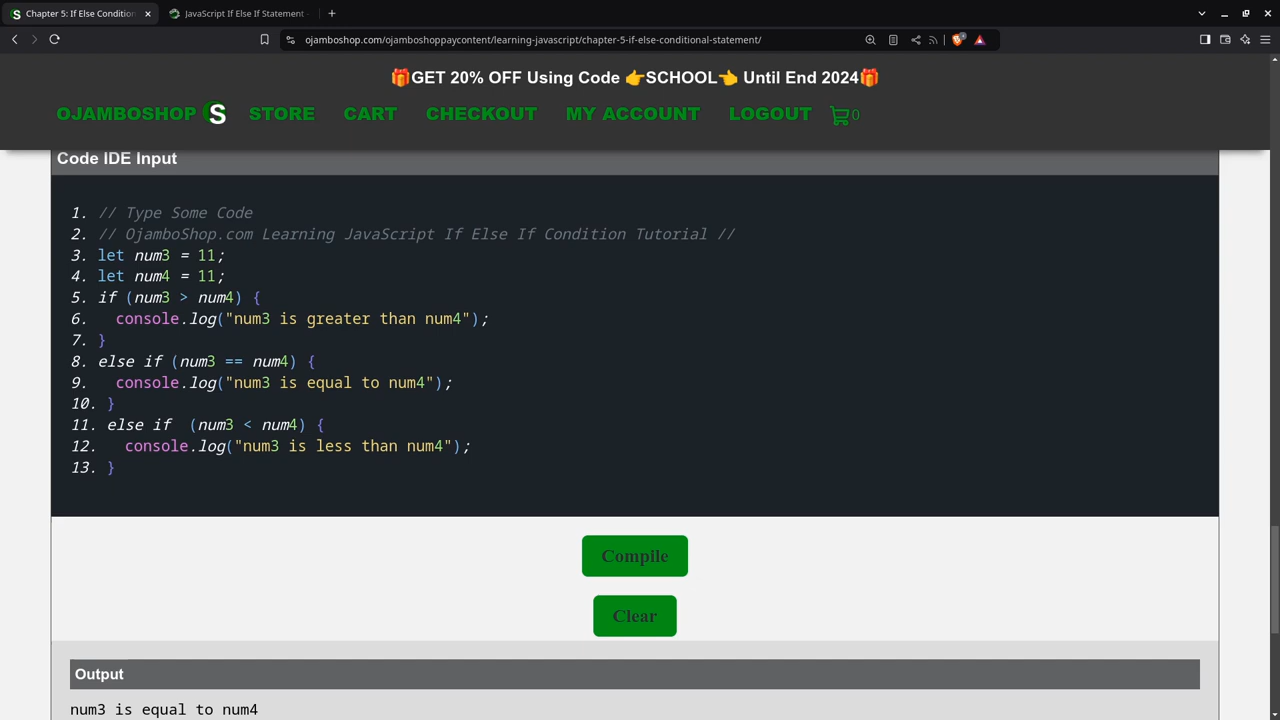 Chapter 5: If Else Condition
JavaScript If Else If Statement
ojamboshop.com/ojamboshoppaycontent/learning-javascript/chapter-5-if-else-conditional-statement/
🎁GET 20% OFF Using Code 👉SCHOOL👈 Until End 2024🎁
OJAMBOSHOP S STORE CART CHECKOUT MY ACCOUNT LOGOUT 0
Code IDE Input
1. // Type Some Code
2. // OjamboShop.com Learning JavaScript If Else If Condition Tutorial //
3. let num3 = 11;
4. let num4 = 11;
5. if (num3 > num4) {
6.   console.log("num3 is greater than num4");
7. }
8. else if (num3 == num4) {
9.   console.log("num3 is equal to num4");
10. }
11. else if  (num3 < num4) {
12.   console.log("num3 is less than num4");
13. }
Compile
Clear
Output
num3 is equal to num4